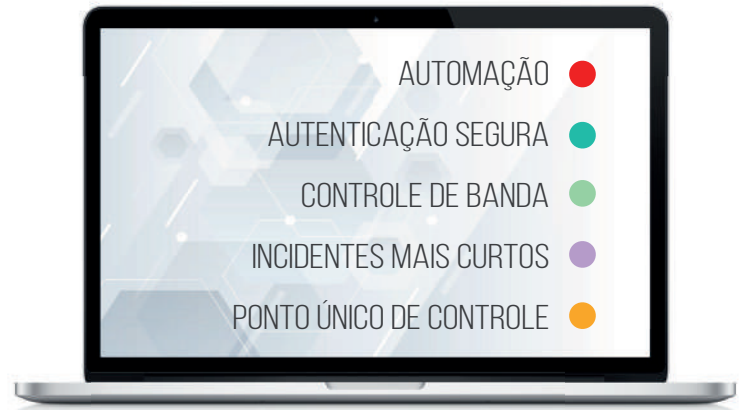 AUTOMAÇÃO
AUTENTICAÇÃO SEGURA
CONTROLE DE BANDA
INCIDENTES MAIS CURTOS
PONTO ÚNICO DE CONTROLE